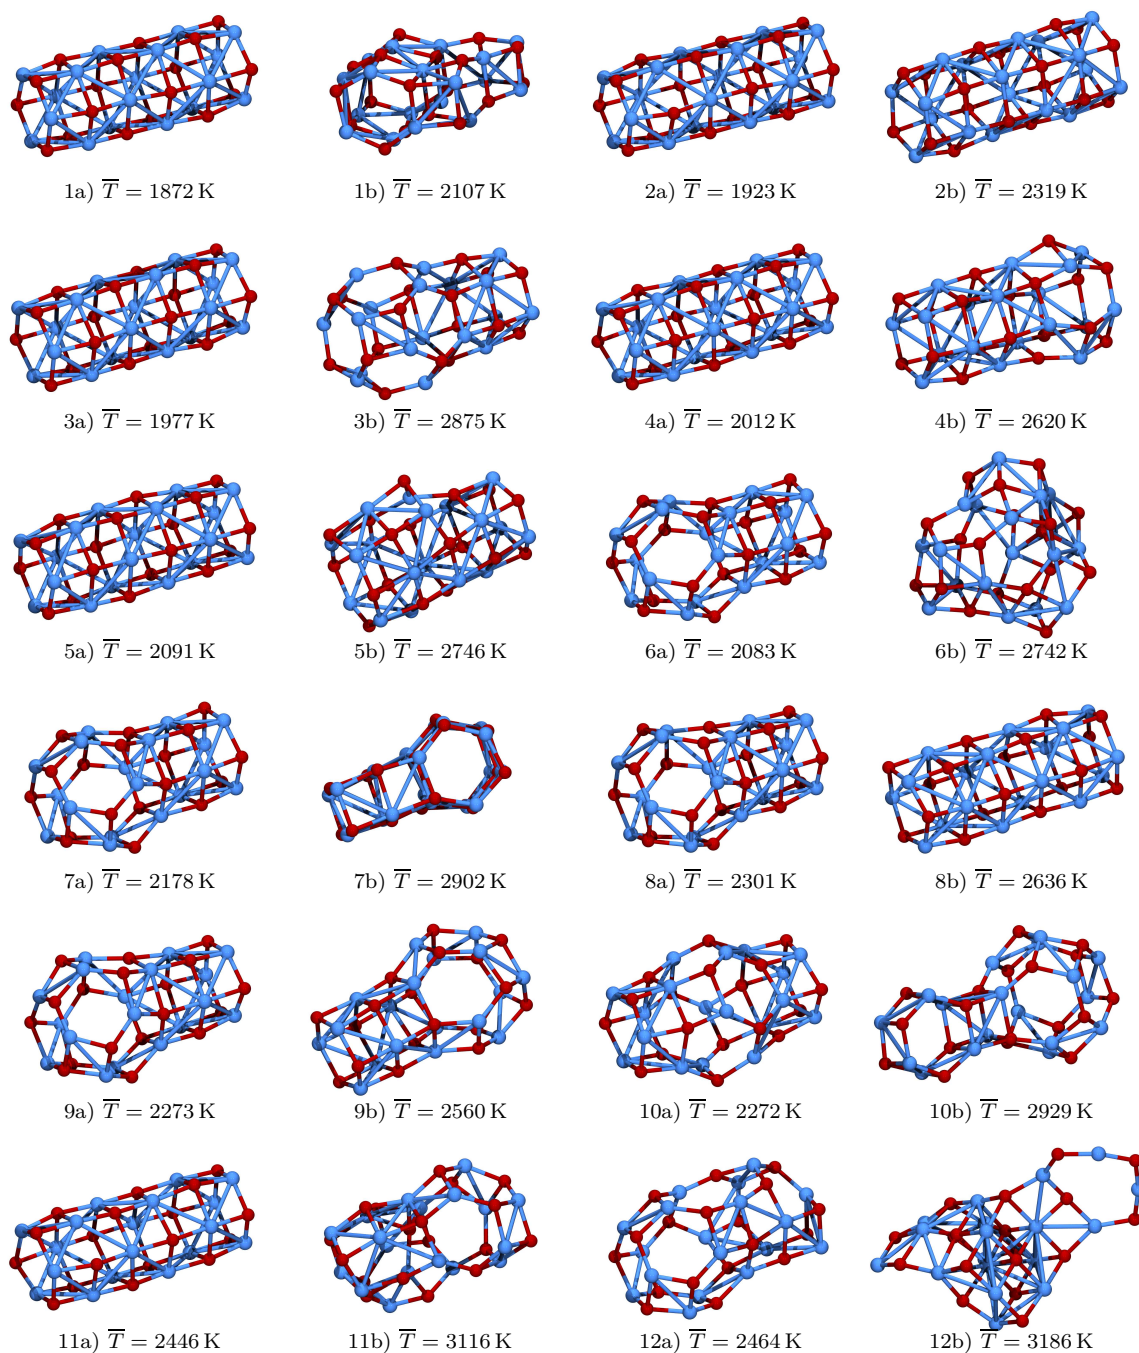 1a) T̅ = 1872 K
1b) T̅ = 2107 K
2a) T̅ = 1923 K
2b) T̅ = 2319 K
3a) T̅ = 1977 K
3b) T̅ = 2875 K
4a) T̅ = 2012 K
4b) T̅ = 2620 K
5a) T̅ = 2091 K
5b) T̅ = 2746 K
6a) T̅ = 2083 K
6b) T̅ = 2742 K
7a) T̅ = 2178 K
7b) T̅ = 2902 K
8a) T̅ = 2301 K
8b) T̅ = 2636 K
9a) T̅ = 2273 K
9b) T̅ = 2560 K
10a) T̅ = 2272 K
10b) T̅ = 2929 K
11a) T̅ = 2446 K
11b) T̅ = 3116 K
12a) T̅ = 2464 K
12b) T̅ = 3186 K